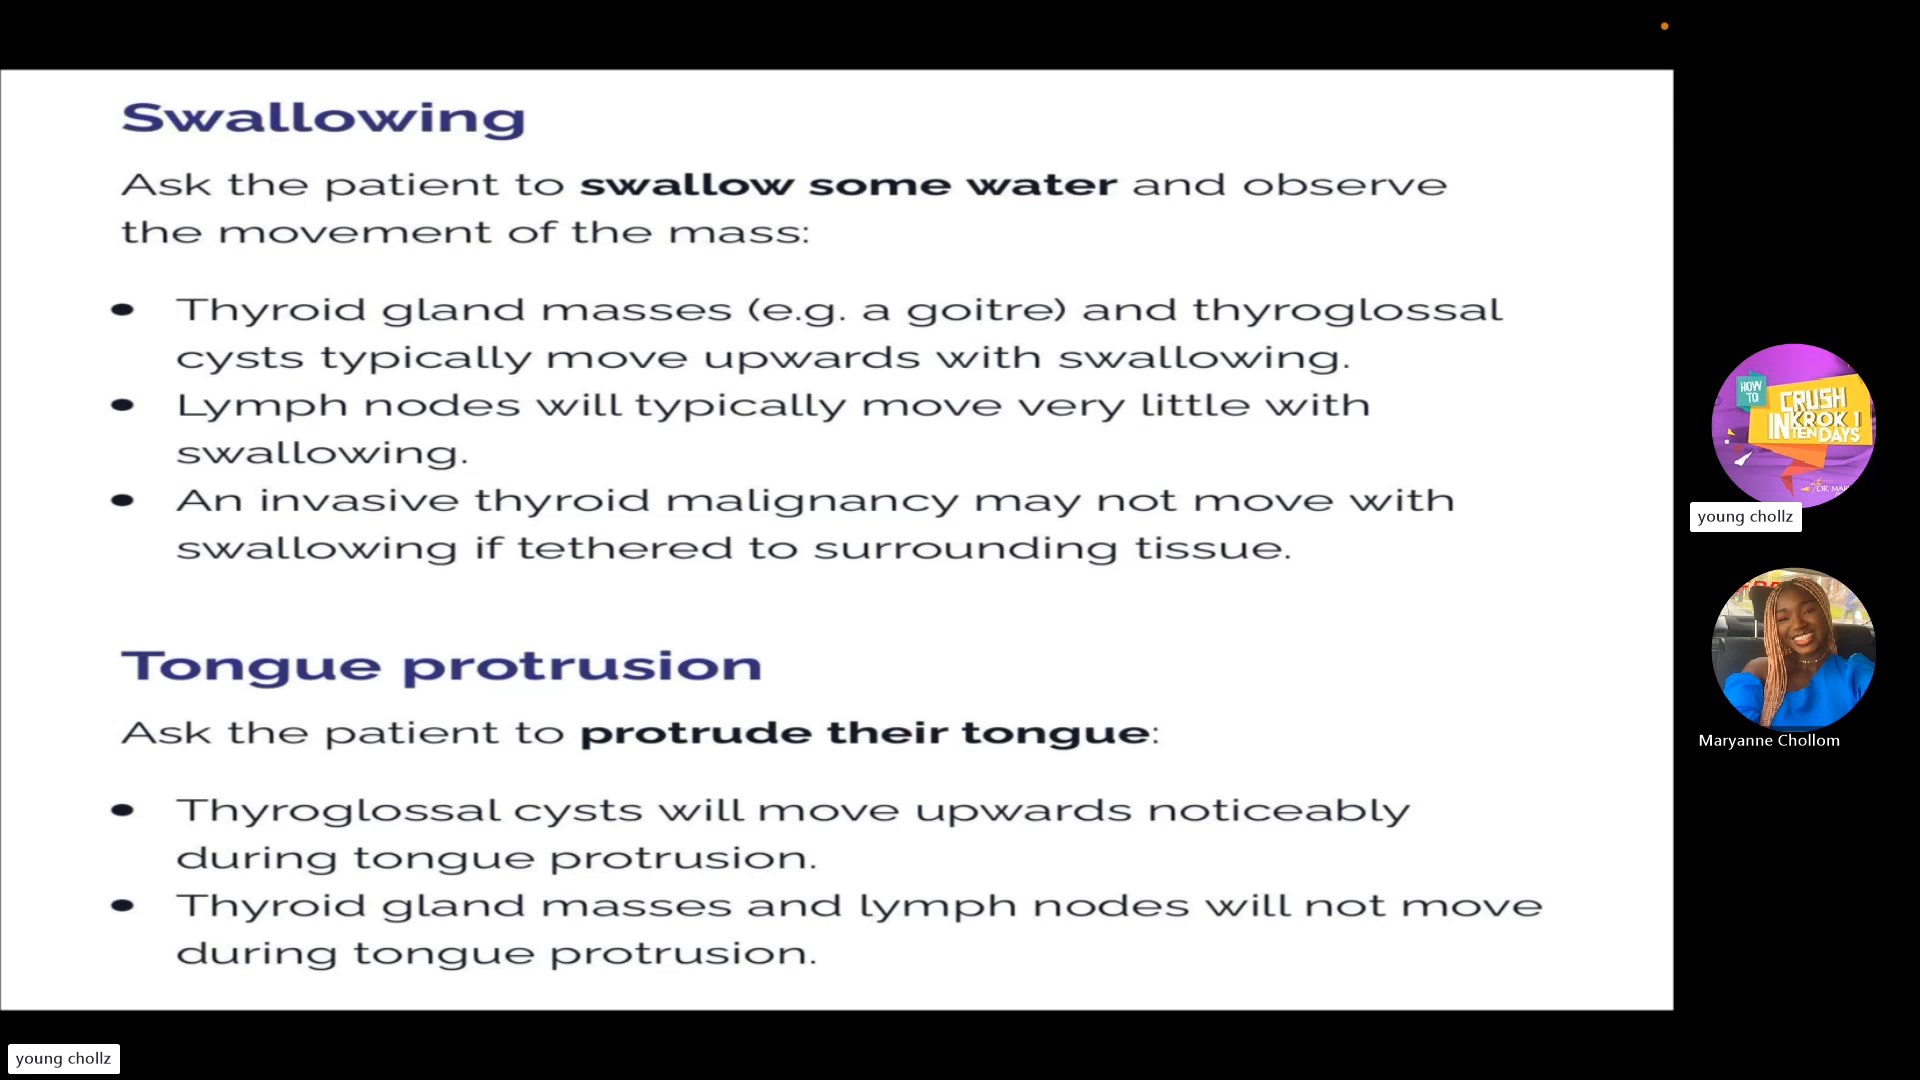 Swallowing
Ask the patient to swallow some water and observe
the movement of the mass:
• Thyroid gland masses (e.g. a goitre) and thyroglossal
cysts typically move upwards with swallowing.
• Lymph nodes will typically move very little with
swallowing.
• An invasive thyroid malignancy may not move with
swallowing if tethered to surrounding tissue.
Tongue protrusion
Ask the patient to protrude their tongue:
• Thyroglossal cysts will move upwards noticeably
during tongue protrusion.
• Thyroid gland masses and lymph nodes will not move
during tongue protrusion.
HOW
TO
CRUSH
KROK 1
IN TEN DAYS
young chollz
Maryanne Chollom
young chollz